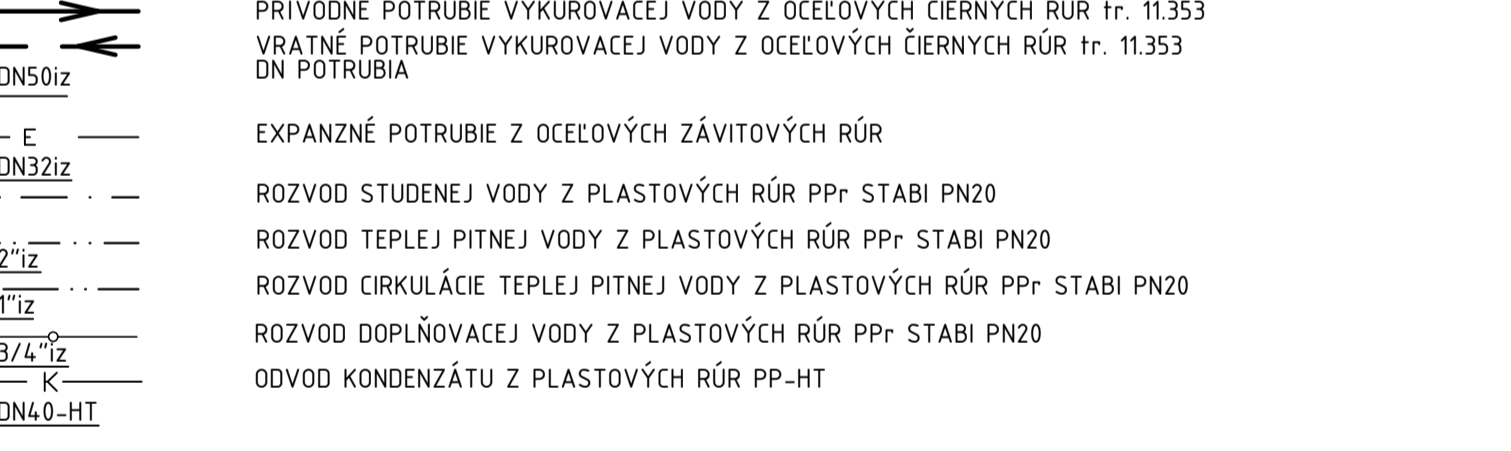 PRÍVODNÉ POTRUBIE VYKUROVACEJ VODY Z OCEĽOVÝCH ČIERNYCH RÚR tr. 11.353
VRATNÉ POTRUBIE VYKUROVACEJ VODY Z OCEĽOVÝCH ČIERNYCH RÚR tr. 11.353
DN50iz DN POTRUBIA
E EXPANZNÉ POTRUBIE Z OCEĽOVÝCH ZÁVITOVÝCH RÚR
DN32iz
ROZVOD STUDENEJ VODY Z PLASTOVÝCH RÚR PPr STABI PN20
ROZVOD TEPLEJ PITNEJ VODY Z PLASTOVÝCH RÚR PPr STABI PN20
2"iz
ROZVOD CIRKULÁCIE TEPLEJ PITNEJ VODY Z PLASTOVÝCH RÚR PPr STABI PN20
1"iz
ROZVOD DOPLŇOVACEJ VODY Z PLASTOVÝCH RÚR PPr STABI PN20
3/4"iz
K ODVOD KONDENZÁTU Z PLASTOVÝCH RÚR PP-HT
DN40-HT